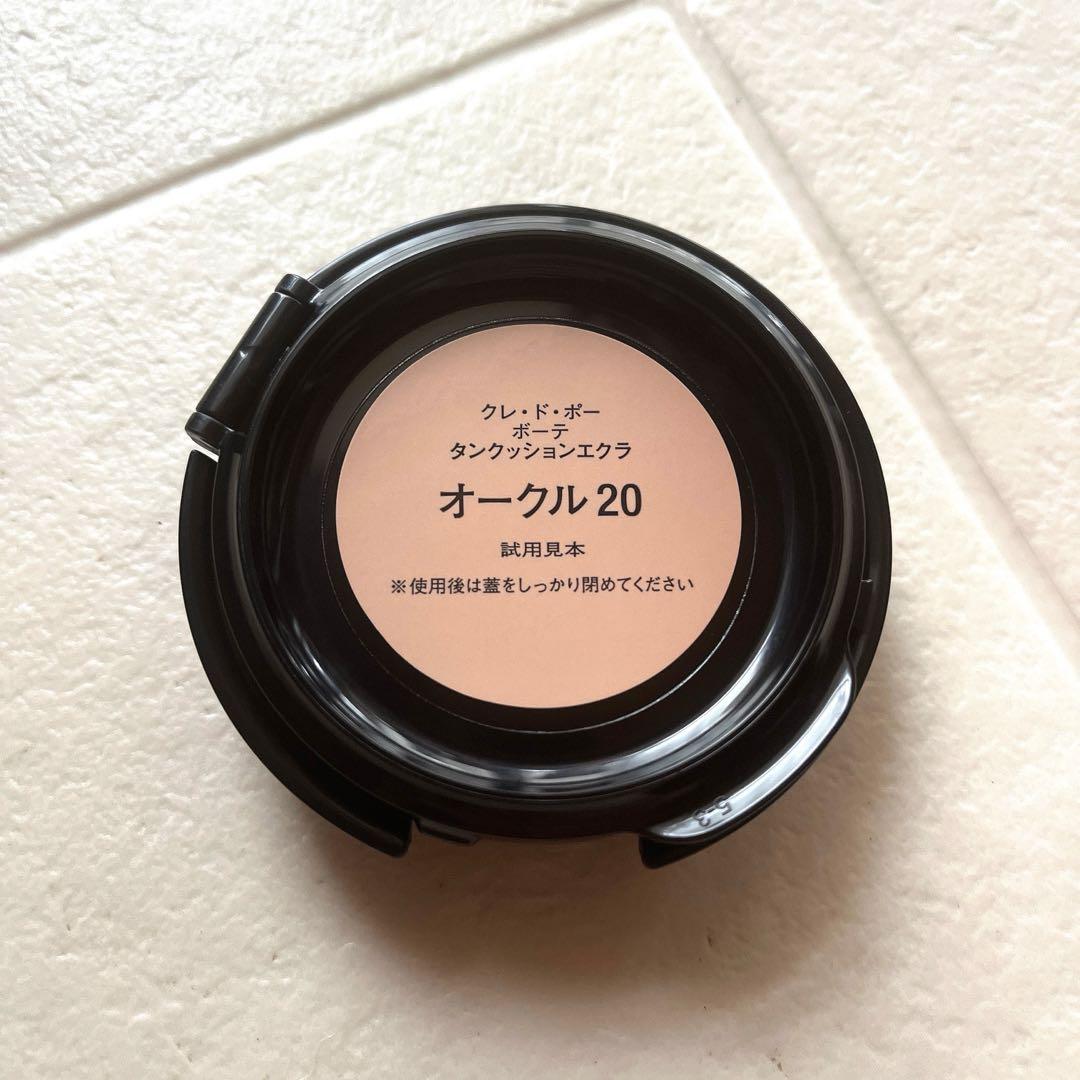 クレ・ド・ポー
ボーテ
タンクッションエクラ
オークル 20
試用見本
※使用後は蓋をしっかり閉めてください
5-3